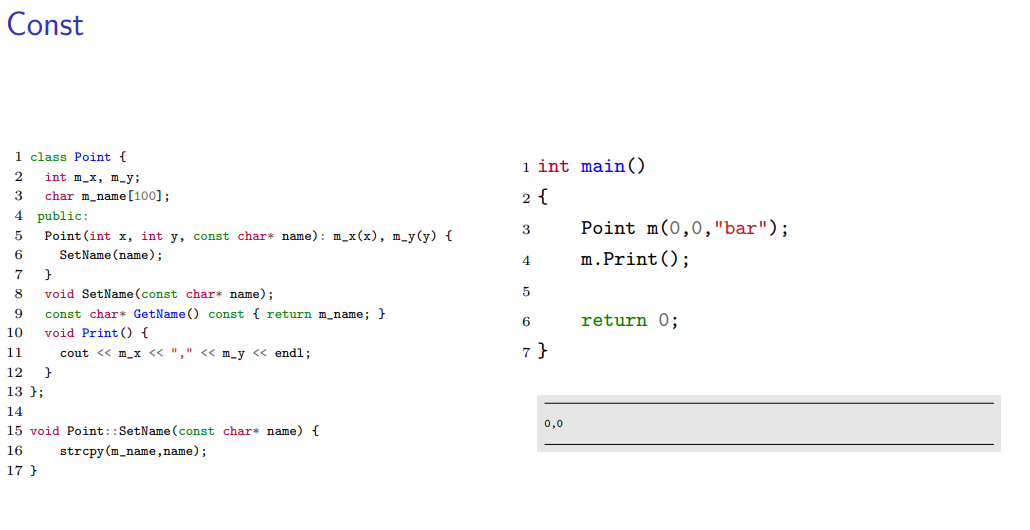 Const
1 class Point {
2   int m_x, m_y;
3   char m_name[100];
4  public:
5   Point(int x, int y, const char* name): m_x(x), m_y(y) {
6     SetName(name);
7   }
8   void SetName(const char* name);
9   const char* GetName() const { return m_name; }
10   void Print() {
11     cout << m_x << "," << m_y << endl;
12   }
13 };
14
15 void Point::SetName(const char* name) {
16     strcpy(m_name,name);
17 }
1 int main()
2 {
3     Point m(0,0,"bar");
4     m.Print();
5
6     return 0;
7 }
0,0